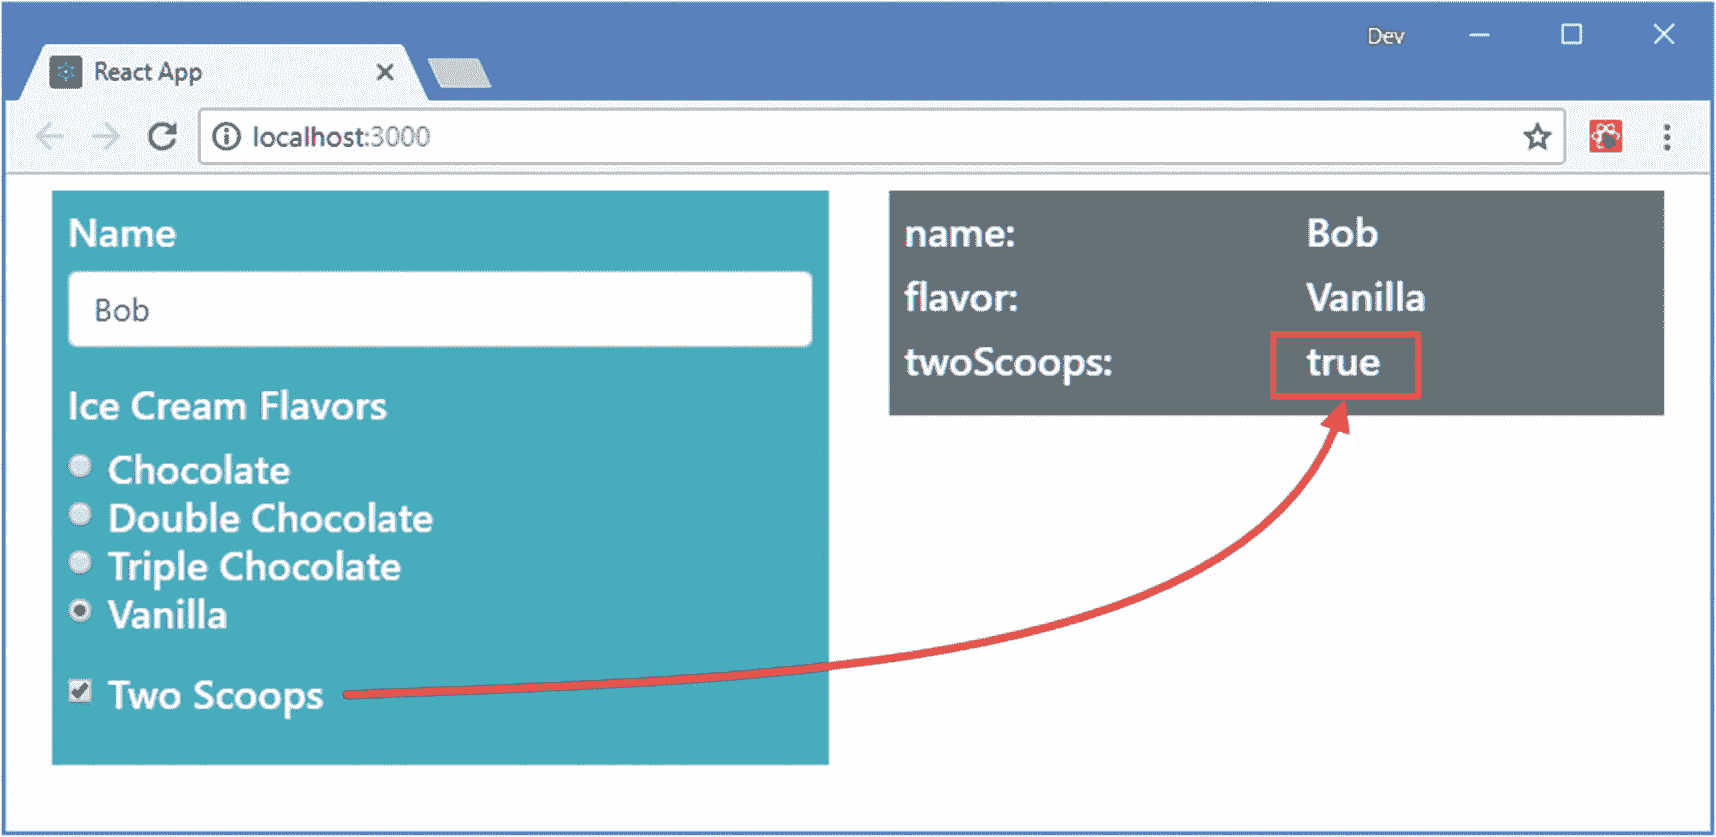 Dev
React App
localhost:3000
Name
Bob
Ice Cream Flavors
Chocolate
Double Chocolate
Triple Chocolate
Vanilla
Two Scoops
name: Bob
flavor: Vanilla
twoScoops: true